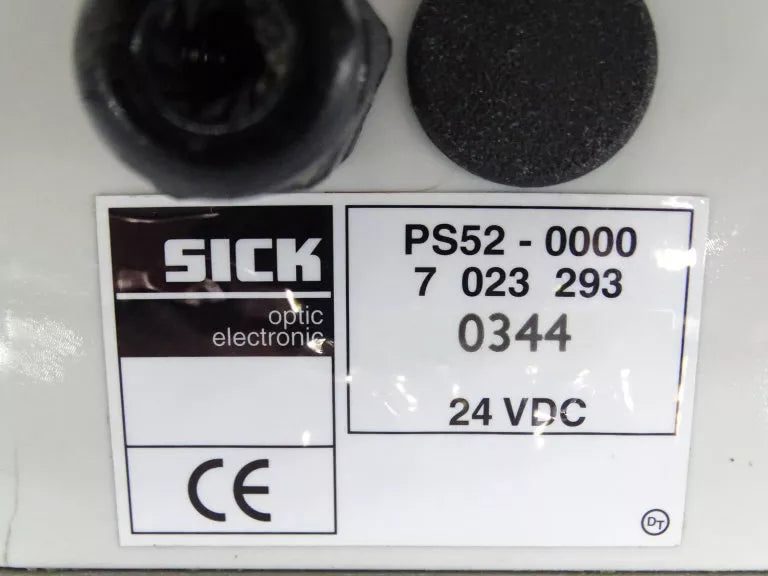 SICK
optic
electronic
PS52 - 0000
7 023 293
0344
24 VDC
CE
DT